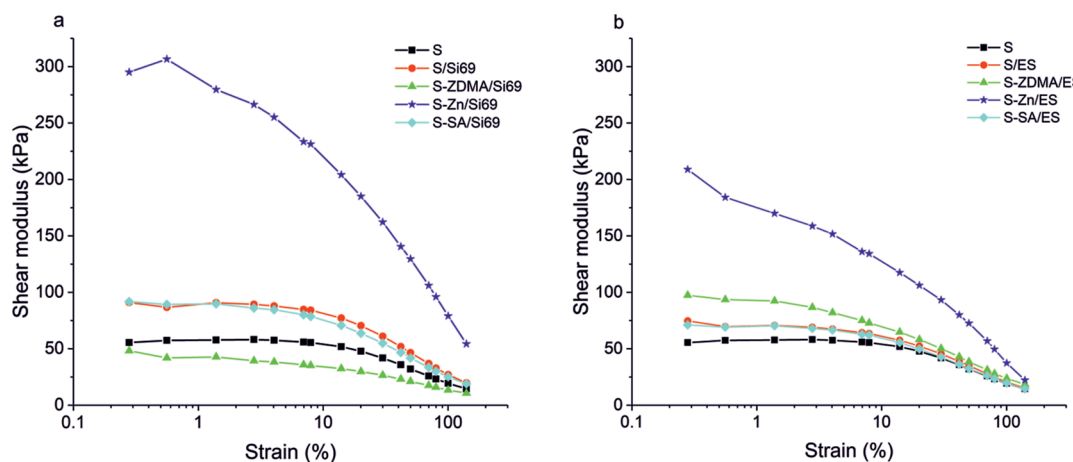 a
S
S/Si69
S-ZDMA/Si69
S-Zn/Si69
S-SA/Si69
300
250
200
150
100
50
0
Shear modulus (kPa)
0.1
1
10
100
Strain (%)
b
S
S/ES
S-ZDMA/ES
S-Zn/ES
S-SA/ES
300
250
200
150
100
50
0
Shear modulus (kPa)
0.1
1
10
100
Strain (%)